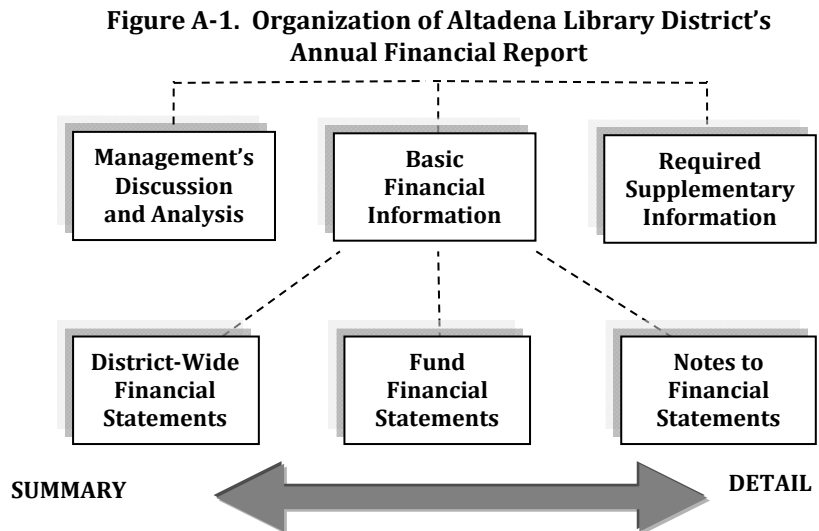 Figure A-1. Organization of Altadena Library District’s
Annual Financial Report
Management’s
Discussion
and Analysis
Basic
Financial
Information
Required
Supplementary
Information
District-Wide
Financial
Statements
Fund
Financial
Statements
Notes to
Financial
Statements
SUMMARY
DETAIL